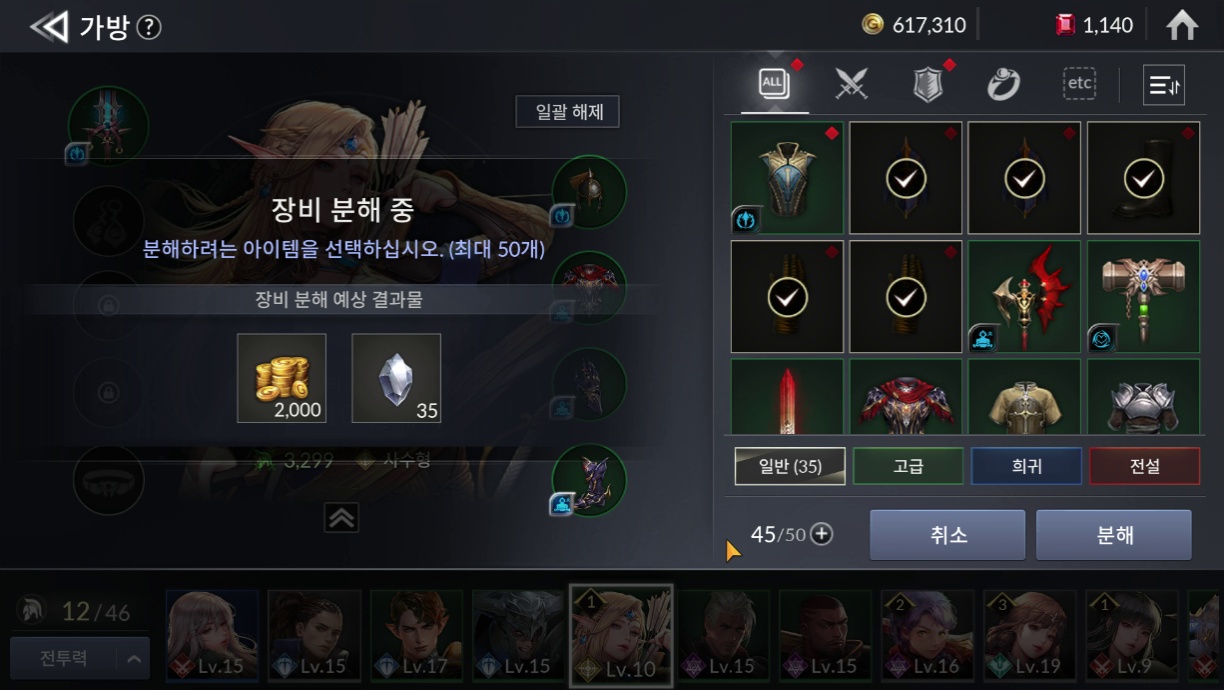 가방 ?
617,310
1,140
ALL
etc
일괄 해제
장비 분해 중
분해하려는 아이템을 선택하십시오. (최대 50개)
장비 분해 예상 결과물
2,000
35
3,299
사수형
일반 (35)
고급
희귀
전설
45/50
취소
분해
12/46
전투력
Lv.15
Lv.15
Lv.17
Lv.15
1
Lv.10
Lv.15
Lv.15
2
Lv.16
3
Lv.19
1
Lv.9